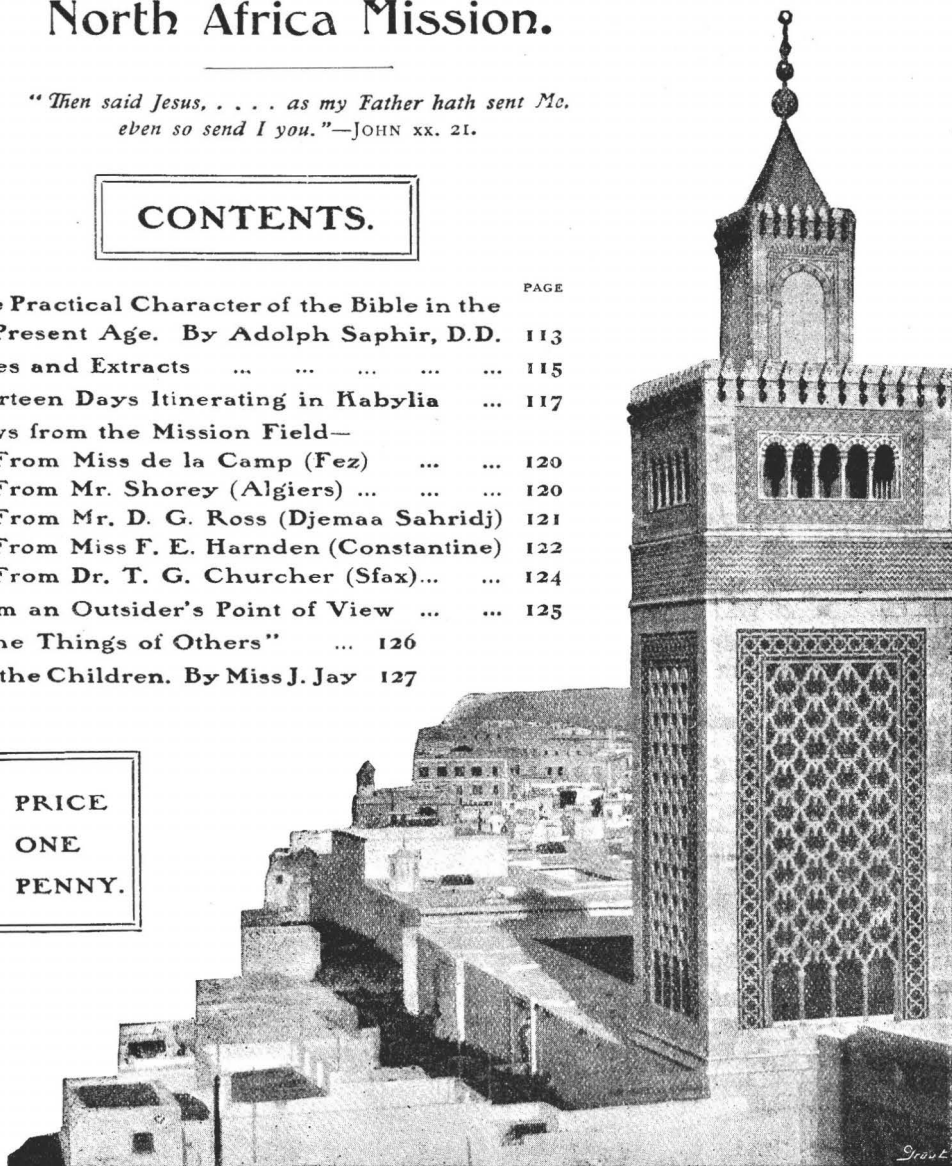 North Africa Mission.
"Then said Jesus, . . . . as my Father hath sent Me.
eben so send I you."—JOHN xx. 21.
CONTENTS.
PAGE
e Practical Character of the Bible in the
Present Age. By Adolph Saphir, D.D. 113
es and Extracts ... ... ... ... ... 115
rteen Days Itinerating in Kabylia ... 117
ws from the Mission Field—
From Miss de la Camp (Fez) ... ... 120
From Mr. Shorey (Algiers) ... ... ... 120
From Mr. D. G. Ross (Djemaa Sahridj) 121
From Miss F. E. Harnden (Constantine) 122
From Dr. T. G. Churcher (Sfax)... ... 124
m an Outsider's Point of View ... ... 125
he Things of Others" ... 126
the Children. By Miss J. Jay 127
PRICE
ONE
PENNY.